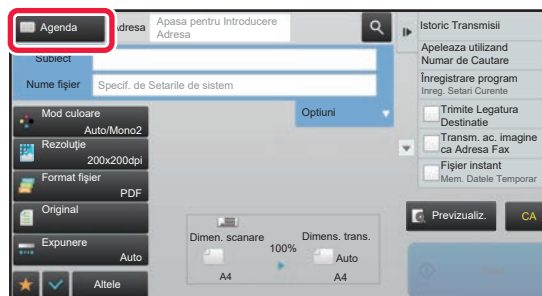 Agenda
Adresa
Apasa pentru Introducere
Adresa
Subiect
Nume fişier
Specif. de Setarile de sistem
Mod culoare
Auto/Mono2
Rezoluţie
200x200dpi
Format fişier
PDF
Original
Expunere
Auto
Altele
Optiuni
Dimen. scanare
A4
100%
Dimens. trans.
Auto
A4
Istoric Transmisii
Apeleaza utilizand
Numar de Cautare
Înregistrare program
Inreg. Setari Curente
Trimite Legatura
Destinatie
Transm. ac. imagine
ca Adresa Fax
Fişier instant
Mem. Datele Temporar
Previzualiz.
CA